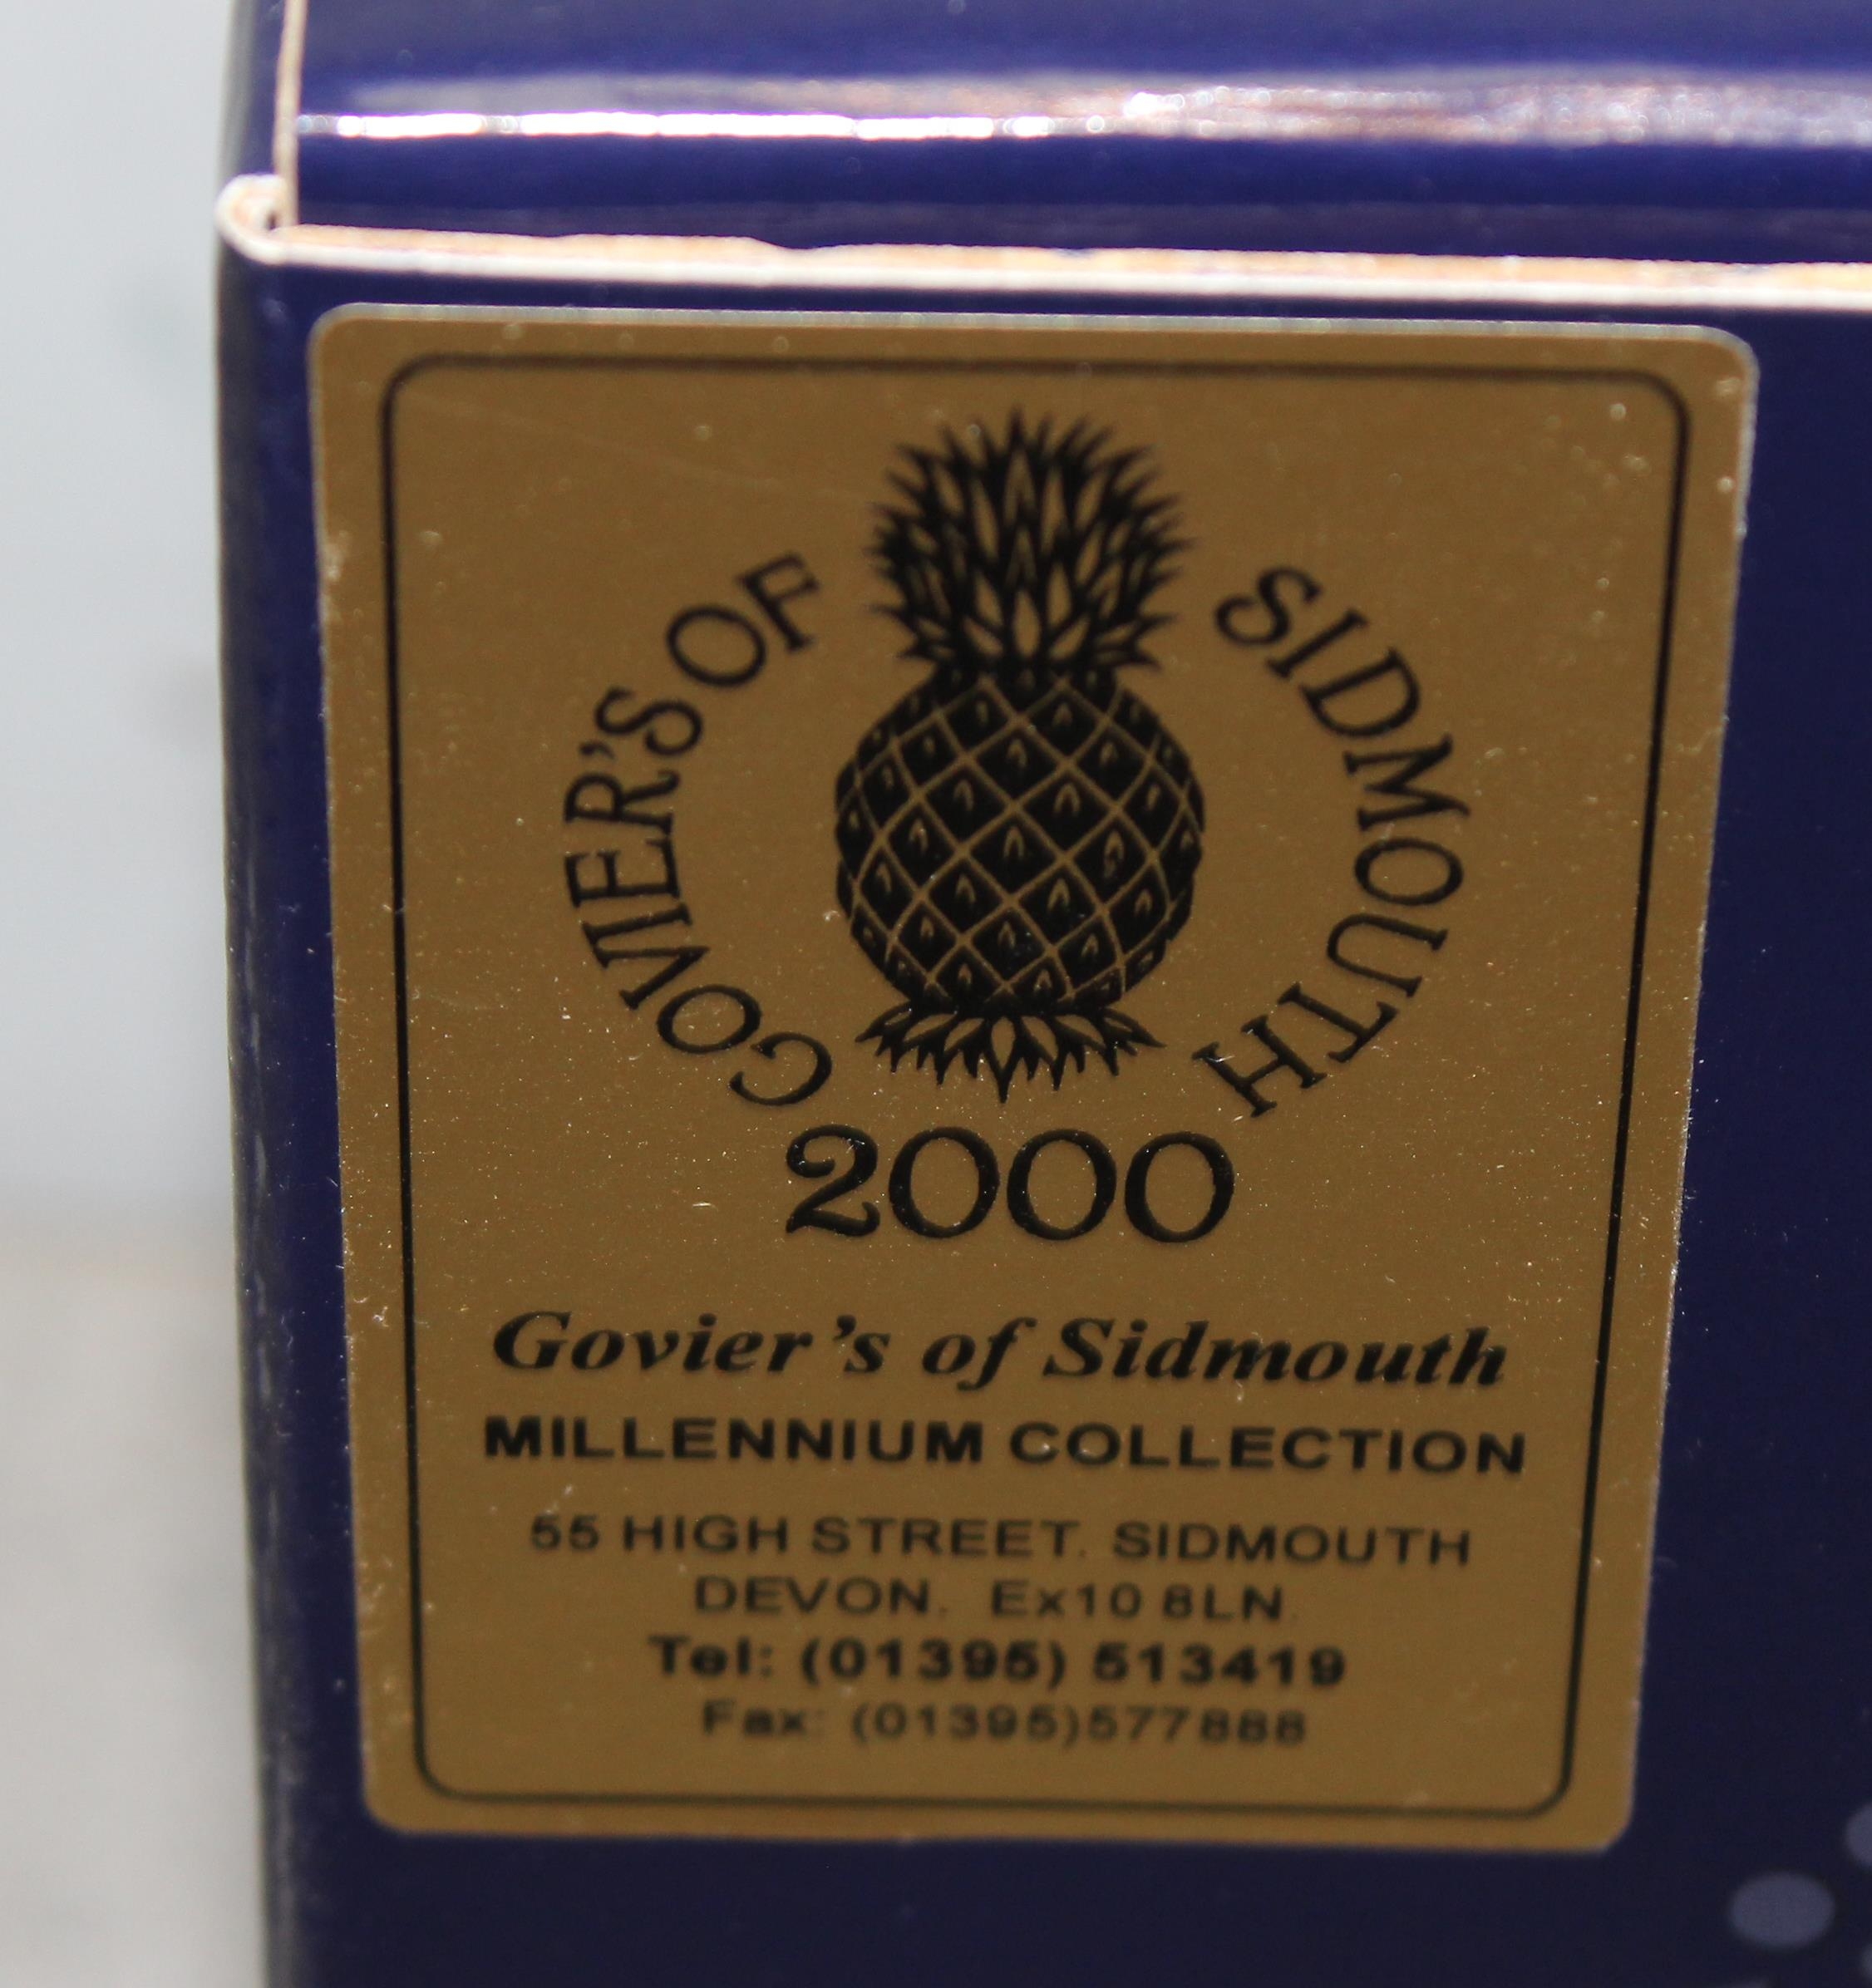 GOVIER'S OF SIDMOUTH
2000
Govier's of Sidmouth
MILLENNIUM COLLECTION
55 HIGH STREET. SIDMOUTH
DEVON. Ex10 8LN.
Tel: (01395) 513419
Fax: (01395)577888